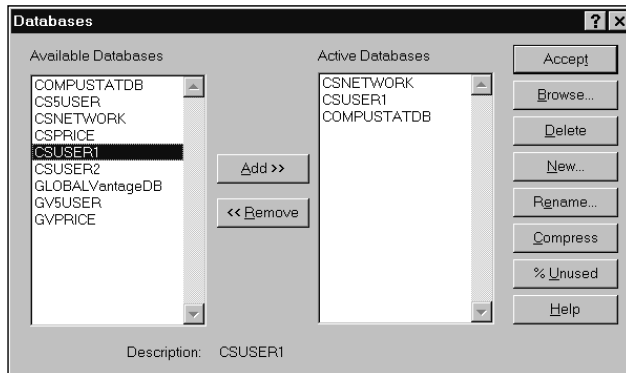 Databases
Available Databases
COMPUSTATDB
CS5USER
CSNETWORK
CSPRICE
CSUSER1
CSUSER2
GLOBALVantageDB
GV5USER
GVPRICE
Add >>
<< Remove
Active Databases
CSNETWORK
CSUSER1
COMPUSTATDB
Accept
Browse...
Delete
New...
Rename...
Compress
% Unused
Help
Description: CSUSER1